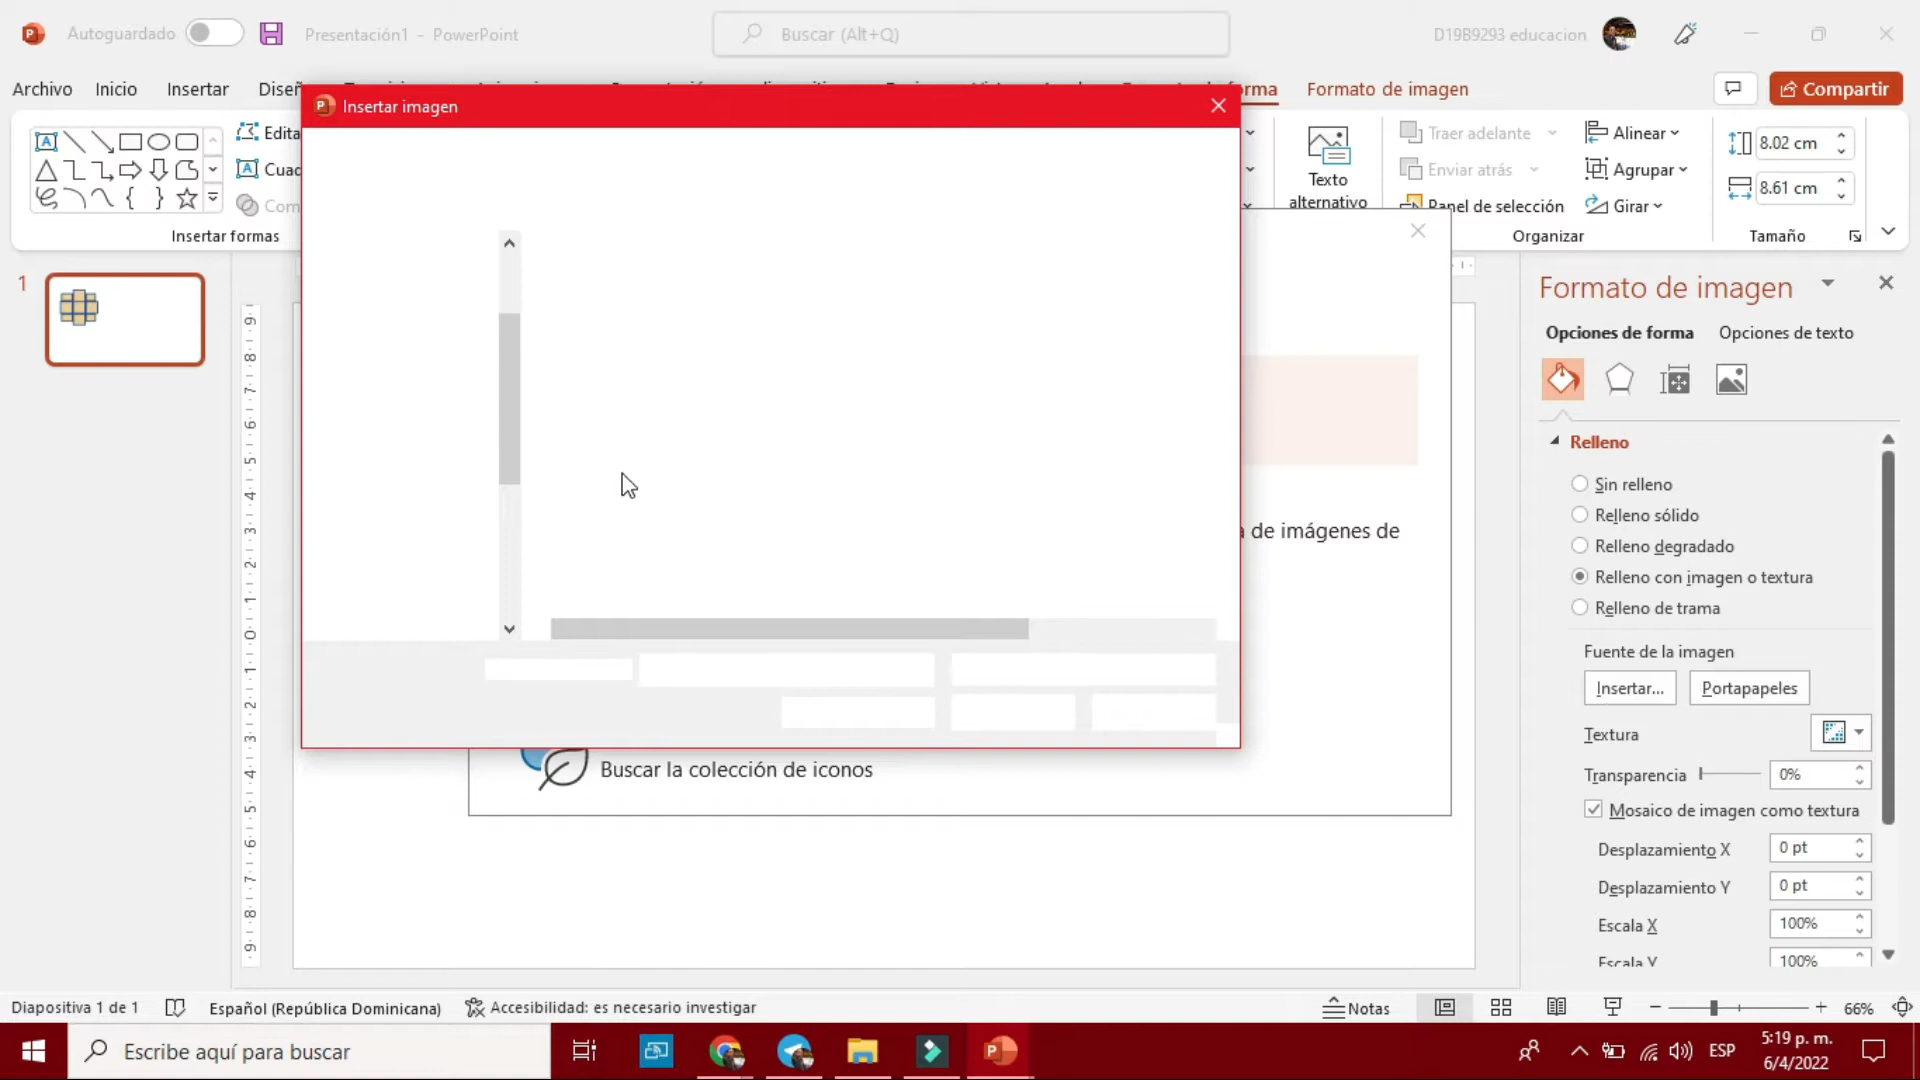 Autoguardado
Presentación1 - PowerPoint
Buscar (Alt+Q)
D19B9293 educacion
Archivo
Inicio
Insertar
Formato de imagen
Compartir
Insertar imagen
Insertar formas
Texto
alternativo
Traer adelante
Enviar atrás
Panel de selección
Alinear
Agrupar
Girar
Organizar
8.02 cm
8.61 cm
Tamaño
1
de imágenes de
Buscar la colección de iconos
Formato de imagen
Opciones de forma
Opciones de texto
Relleno
Sin relleno
Relleno sólido
Relleno degradado
Relleno con imagen o textura
Relleno de trama
Fuente de la imagen
Insertar...
Portapapeles
Textura
Transparencia
0%
Mosaico de imagen como textura
Desplazamiento X
0 pt
Desplazamiento Y
0 pt
Escala X
100%
Escala Y
100%
Diapositiva 1 de 1
Español (República Dominicana)
Accesibilidad: es necesario investigar
Notas
66%
Escribe aquí para buscar
ESP
5:19 p. m.
6/4/2022